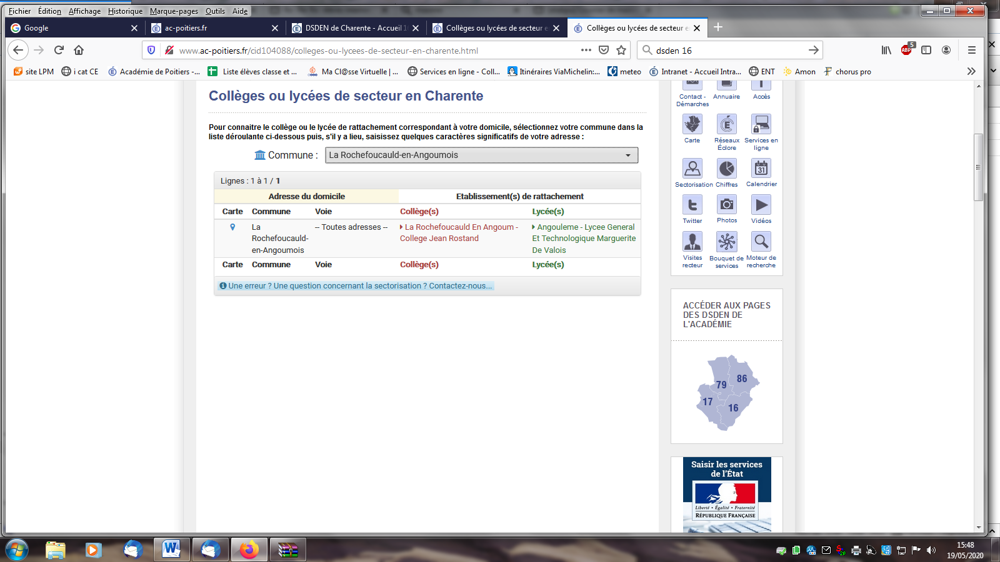 Fichier Édition Affichage Historique Marque-pages Outils Aide
Google
ac-poitiers.fr
DSDEN de Charente - Accueil
Collèges ou lycées de secteur
Collèges ou lycées de secteur
www.ac-poitiers.fr/cid104088/colleges-ou-lycees-de-secteur-en-charente.html
dsden 16
ABP 5
site LPM
i cat CE
Académie de Poitiers -...
Liste élèves classe et ...
Ma Cl@sse Virtuelle | ...
Services en ligne - Coll...
Itinéraires ViaMichelin:...
meteo
Intranet - Accueil Intra...
ENT
Amon
chorus pro
Collèges ou lycées de secteur en Charente
Pour connaitre le collège ou le lycée de rattachement correspondant à votre domicile, sélectionnez votre commune dans la
liste déroulante ci-dessous puis, s'il y a lieu, saisissez quelques caractères significatifs de votre adresse :
Commune : La Rochefoucauld-en-Angoumois
Lignes : 1 à 1 / 1
Adresse du domicile Etablissement(s) de rattachement
Carte Commune Voie Collège(s) Lycée(s)
La Rochefoucauld-en-Angoumois
-- Toutes adresses --
La Rochefoucauld En Angoum -
College Jean Rostand
Angouleme - Lycee General
Et Technologique Marguerite
De Valois
Carte Commune Voie Collège(s) Lycée(s)
Une erreur ? Une question concernant la sectorisation ? Contactez-nous...
Contact -
Démarches
Annuaire
Accès
Carte
Réseaux
Éclore
Services en
ligne
31
Sectorisation
Chiffres
Calendrier
Twitter
Photos
Vidéos
Visites
recteur
Bouquet de
services
Moteur de
recherche
ACCÉDER AUX PAGES
DES DSDEN DE
L'ACADÉMIE
79
86
17
16
Saisir les services
de l'État
Liberté • Égalité • Fraternité
RÉPUBLIQUE FRANÇAISE
15:48
19/05/2020